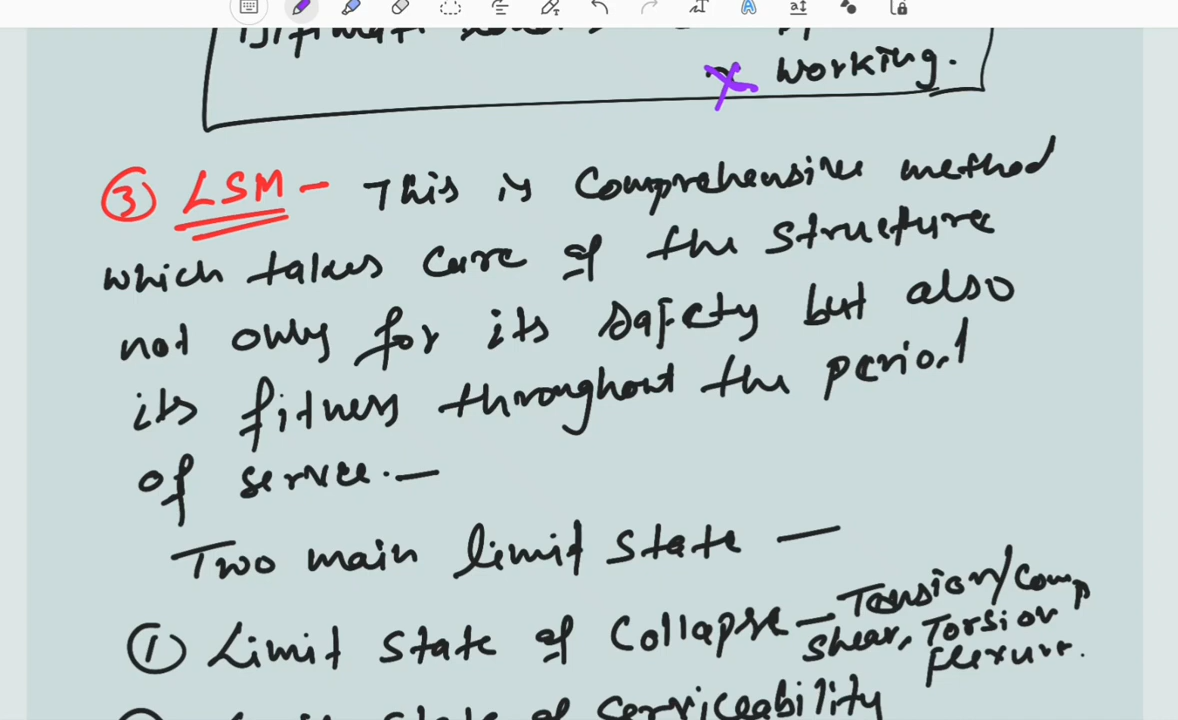 working.
③ LSM - This is comprehensive method
which takes care of the structure
not only for its safety but also
its fitness throughout the period
of service. —
Two main limit state —
① Limit state of collapse - Tension/comp
shear, Torsion
flexure.
state of serviceability